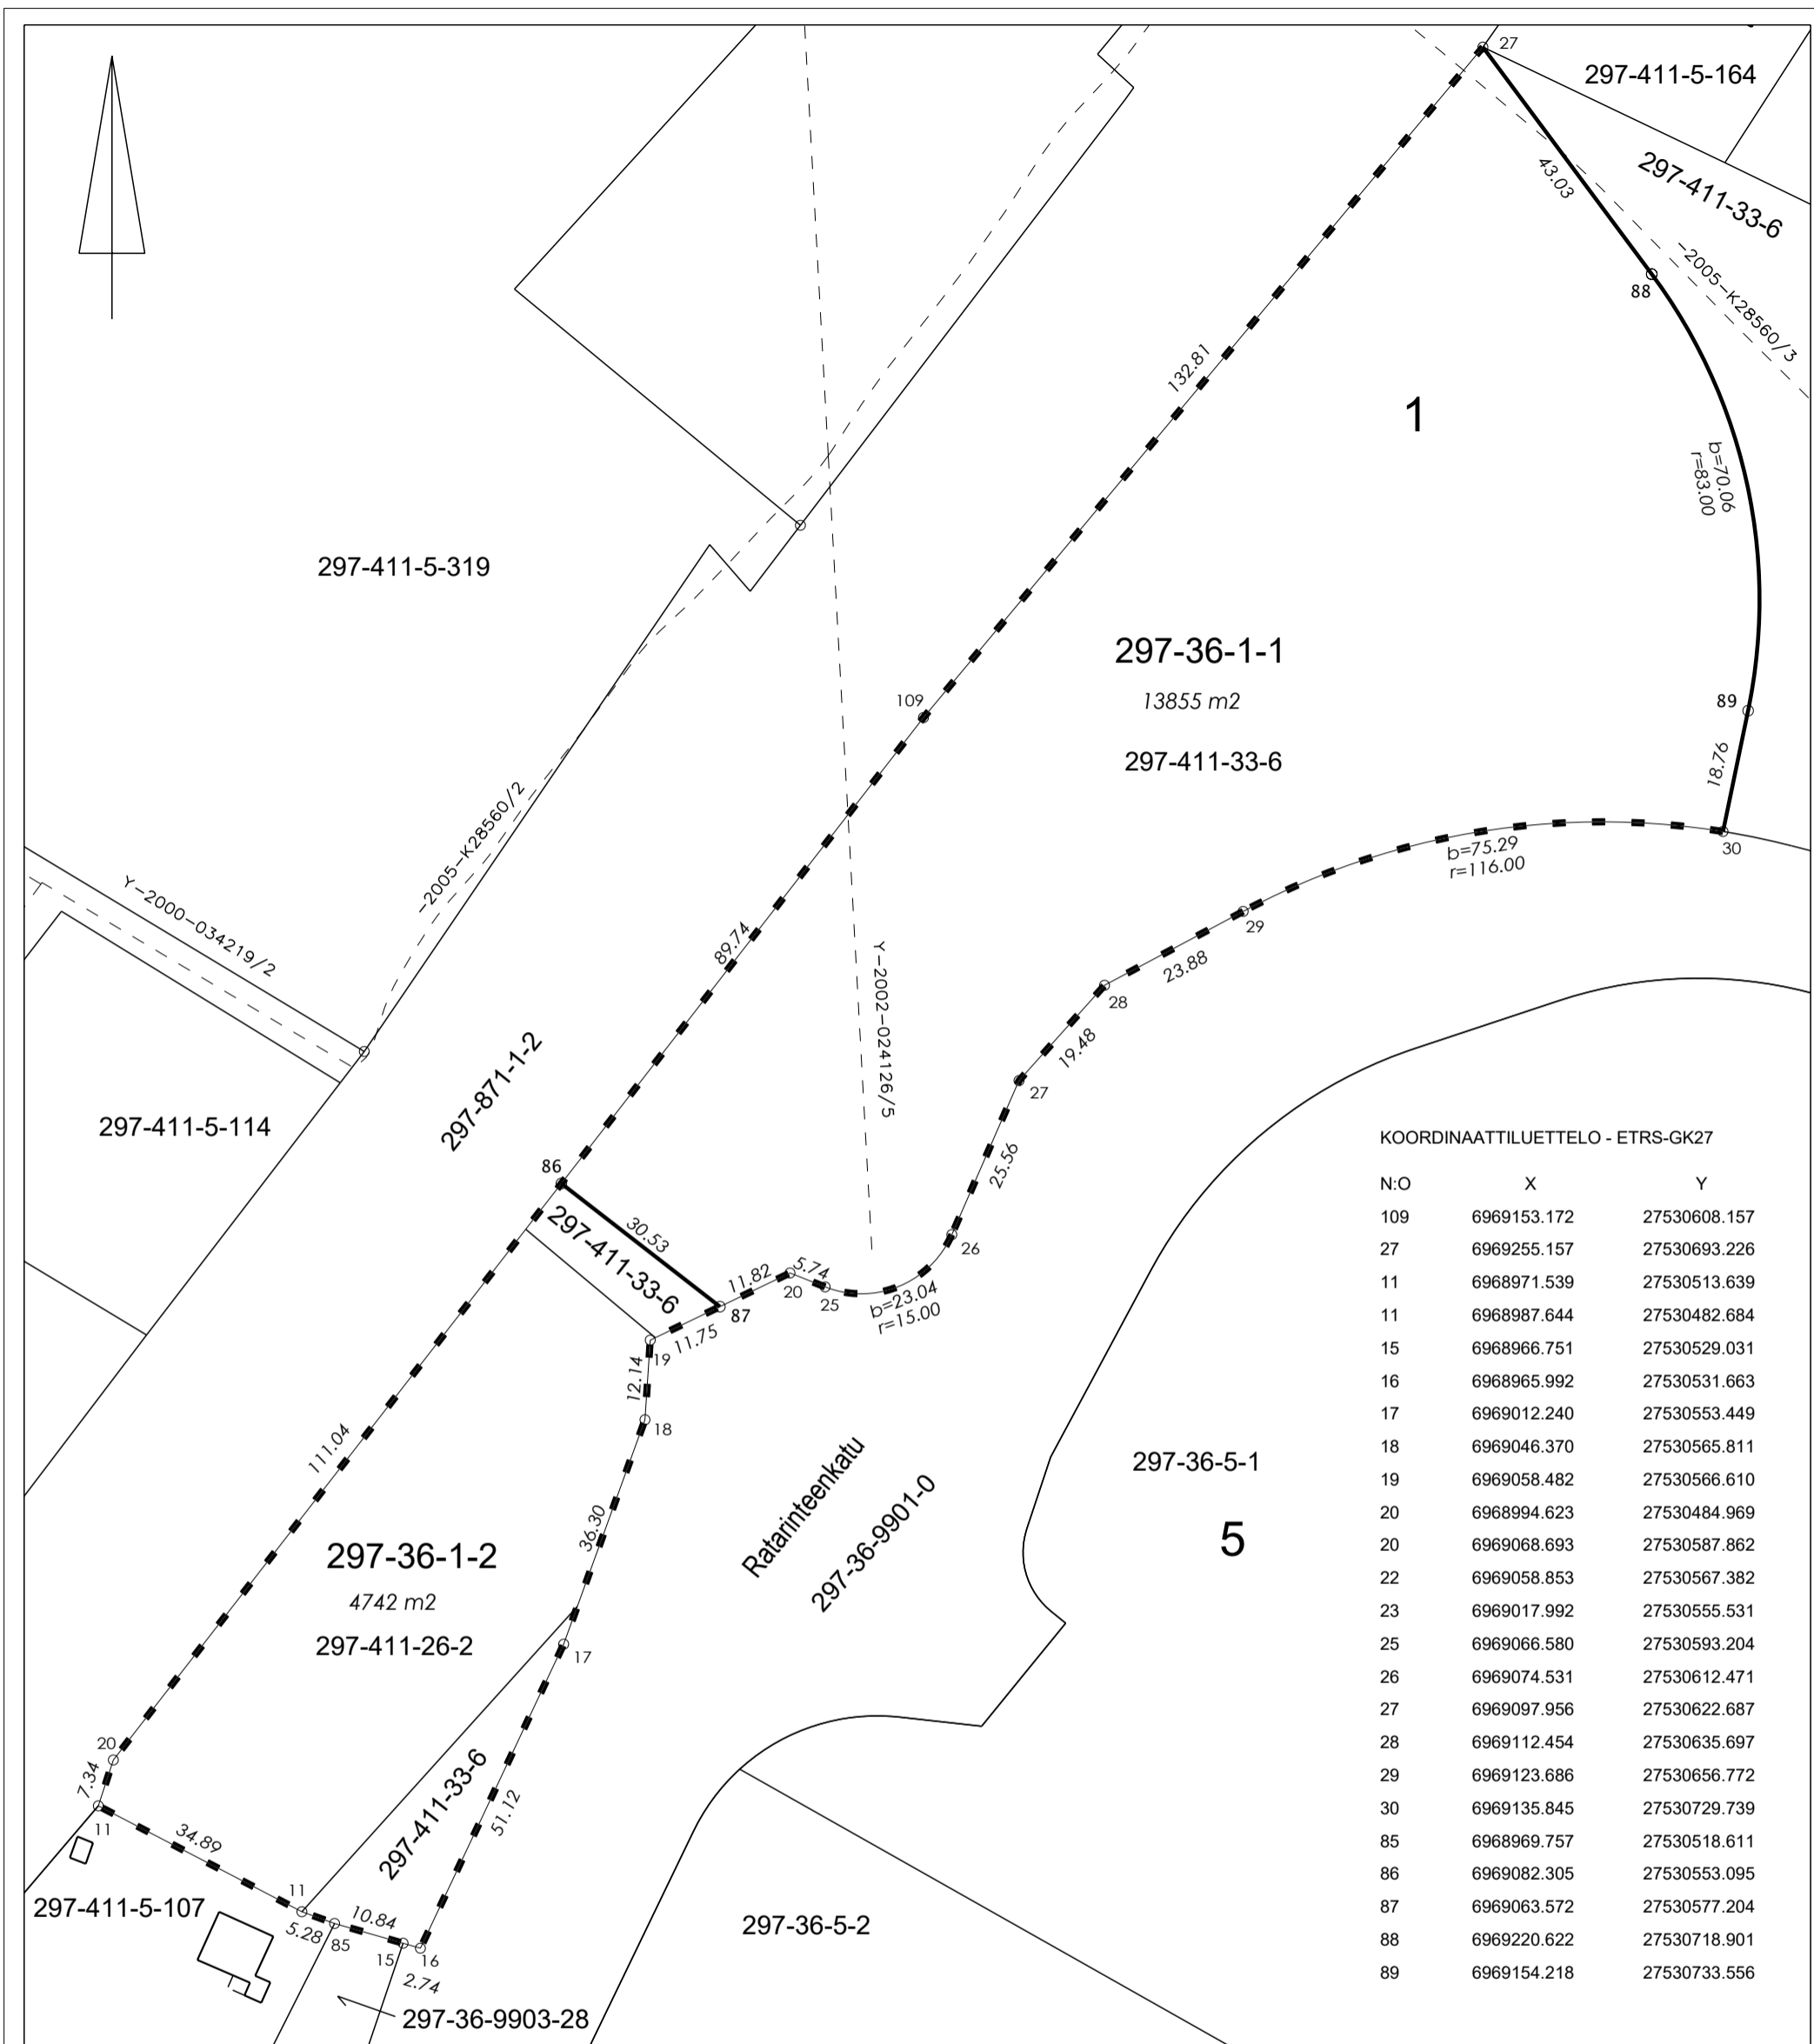 27
297-411-5-164
43.03
297-411-33-6
88
-2005-K28560/3
132.81
1
b=70.06
r=83.00
297-411-5-319
297-36-1-1
13855 m2
297-411-33-6
109
89
18.76
30
b=75.29
r=116.00
-2005-K28560/2
Y-2000-034219/2
89.74
29
23.88
28
19.48
27
Y-2002-024126/5
297-871-1-2
297-411-5-114
86
30.53
297-411-33-6
25.56
26
11.82
5.74
20
25
b=23.04
r=15.00
87
11.75
19
12.14
18
111.04
36.30
Ratarinteenkatu
297-36-9901-0
297-36-5-1
5
297-36-1-2
4742 m2
297-411-26-2
17
20
7.34
11
34.89
297-411-33-6
51.12
11
5.28
85
10.84
15
16
2.74
297-411-5-107
297-36-5-2
297-36-9903-28
KOORDINAATTILUETTELO - ETRS-GK27
N:O X Y
109 6969153.172 27530608.157
27 6969255.157 27530693.226
11 6968971.539 27530513.639
11 6968987.644 27530482.684
15 6968966.751 27530529.031
16 6968965.992 27530531.663
17 6969012.240 27530553.449
18 6969046.370 27530565.811
19 6969058.482 27530566.610
20 6968994.623 27530484.969
20 6969068.693 27530587.862
22 6969058.853 27530567.382
23 6969017.992 27530555.531
25 6969066.580 27530593.204
26 6969074.531 27530612.471
27 6969097.956 27530622.687
28 6969112.454 27530635.697
29 6969123.686 27530656.772
30 6969135.845 27530729.739
85 6968969.757 27530518.611
86 6969082.305 27530553.095
87 6969063.572 27530577.204
88 6969220.622 27530718.901
89 6969154.218 27530733.556